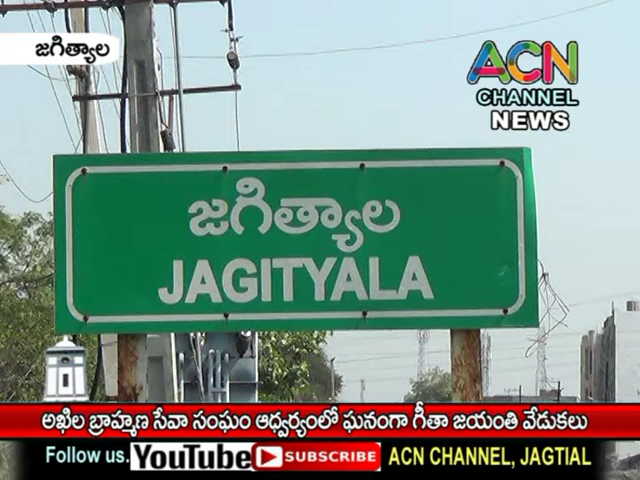 జగిత్యాల
ACN
CHANNEL
NEWS
జగిత్యాల
JAGITYALA
అఖిల బ్రాహ్మణ సేవా సంఘం ఆధ్వర్యంలో ఘనంగా గీతా జయంతి వేడుకలు
Follow us. YouTube SUBSCRIBE ACN CHANNEL, JAGTIAL